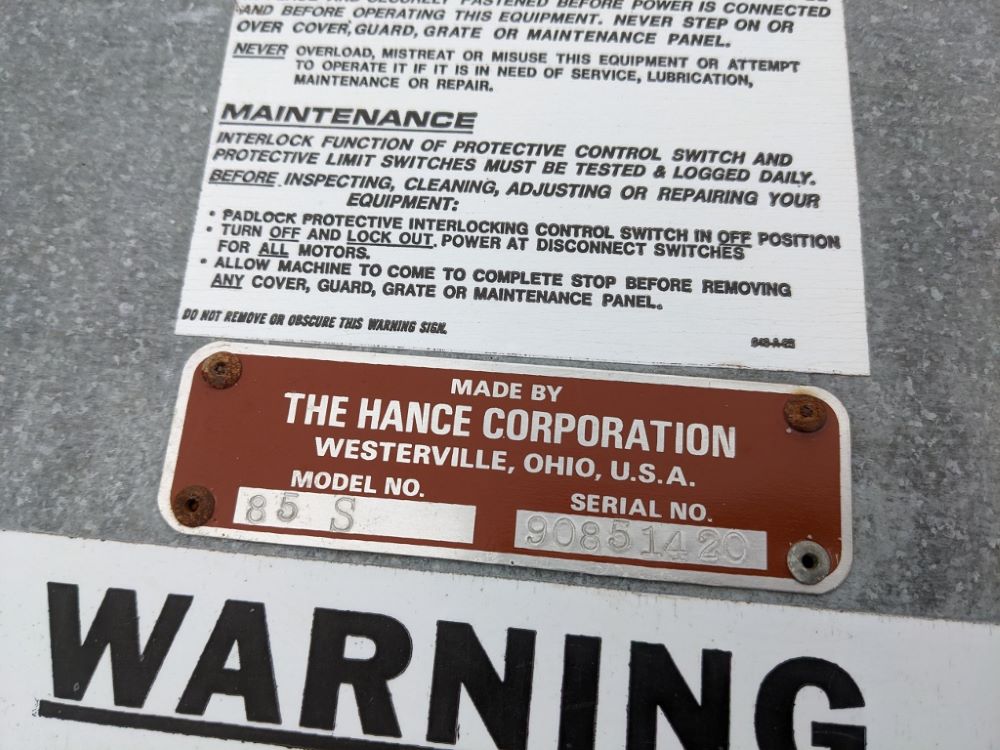 SECURELY FASTENED BEFORE POWER IS CONNECTED
AND BEFORE OPERATING THIS EQUIPMENT. NEVER STEP ON OR
OVER COVER, GUARD, GRATE OR MAINTENANCE PANEL.
NEVER OVERLOAD, MISTREAT OR MISUSE THIS EQUIPMENT OR ATTEMPT
TO OPERATE IT IF IT IS IN NEED OF SERVICE, LUBRICATION,
MAINTENANCE OR REPAIR.
MAINTENANCE
INTERLOCK FUNCTION OF PROTECTIVE CONTROL SWITCH AND
PROTECTIVE LIMIT SWITCHES MUST BE TESTED & LOGGED DAILY.
BEFORE INSPECTING, CLEANING, ADJUSTING OR REPAIRING YOUR
EQUIPMENT:
• PADLOCK PROTECTIVE INTERLOCKING CONTROL SWITCH IN OFF POSITION
• TURN OFF AND LOCK OUT POWER AT DISCONNECT SWITCHES
FOR ALL MOTORS.
• ALLOW MACHINE TO COME TO COMPLETE STOP BEFORE REMOVING
ANY COVER, GUARD, GRATE OR MAINTENANCE PANEL.
DO NOT REMOVE OR OBSCURE THIS WARNING SIGN.
MADE BY
THE HANCE CORPORATION
WESTERVILLE, OHIO, U.S.A.
MODEL NO. SERIAL NO.
85 S 90851420
WARNING